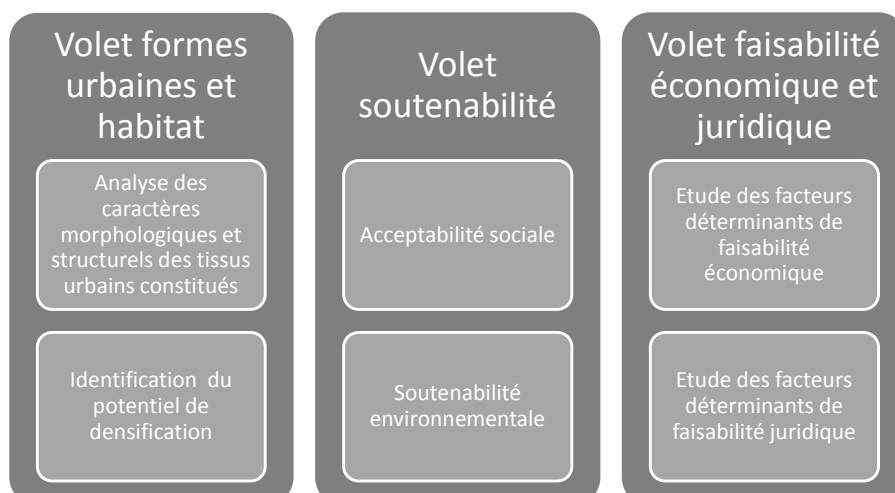 Volet formes
urbaines et
habitat
Analyse des
caractères
morphologiques et
structurels des tissus
urbains constitués
Identification du
potentiel de
densification
Volet
soutenabilité
Acceptabilité sociale
Soutenabilité
environnementale
Volet faisabilité
économique et
juridique
Etude des facteurs
déterminants de
faisabilité
économique
Etude des facteurs
déterminants de
faisabilité juridique